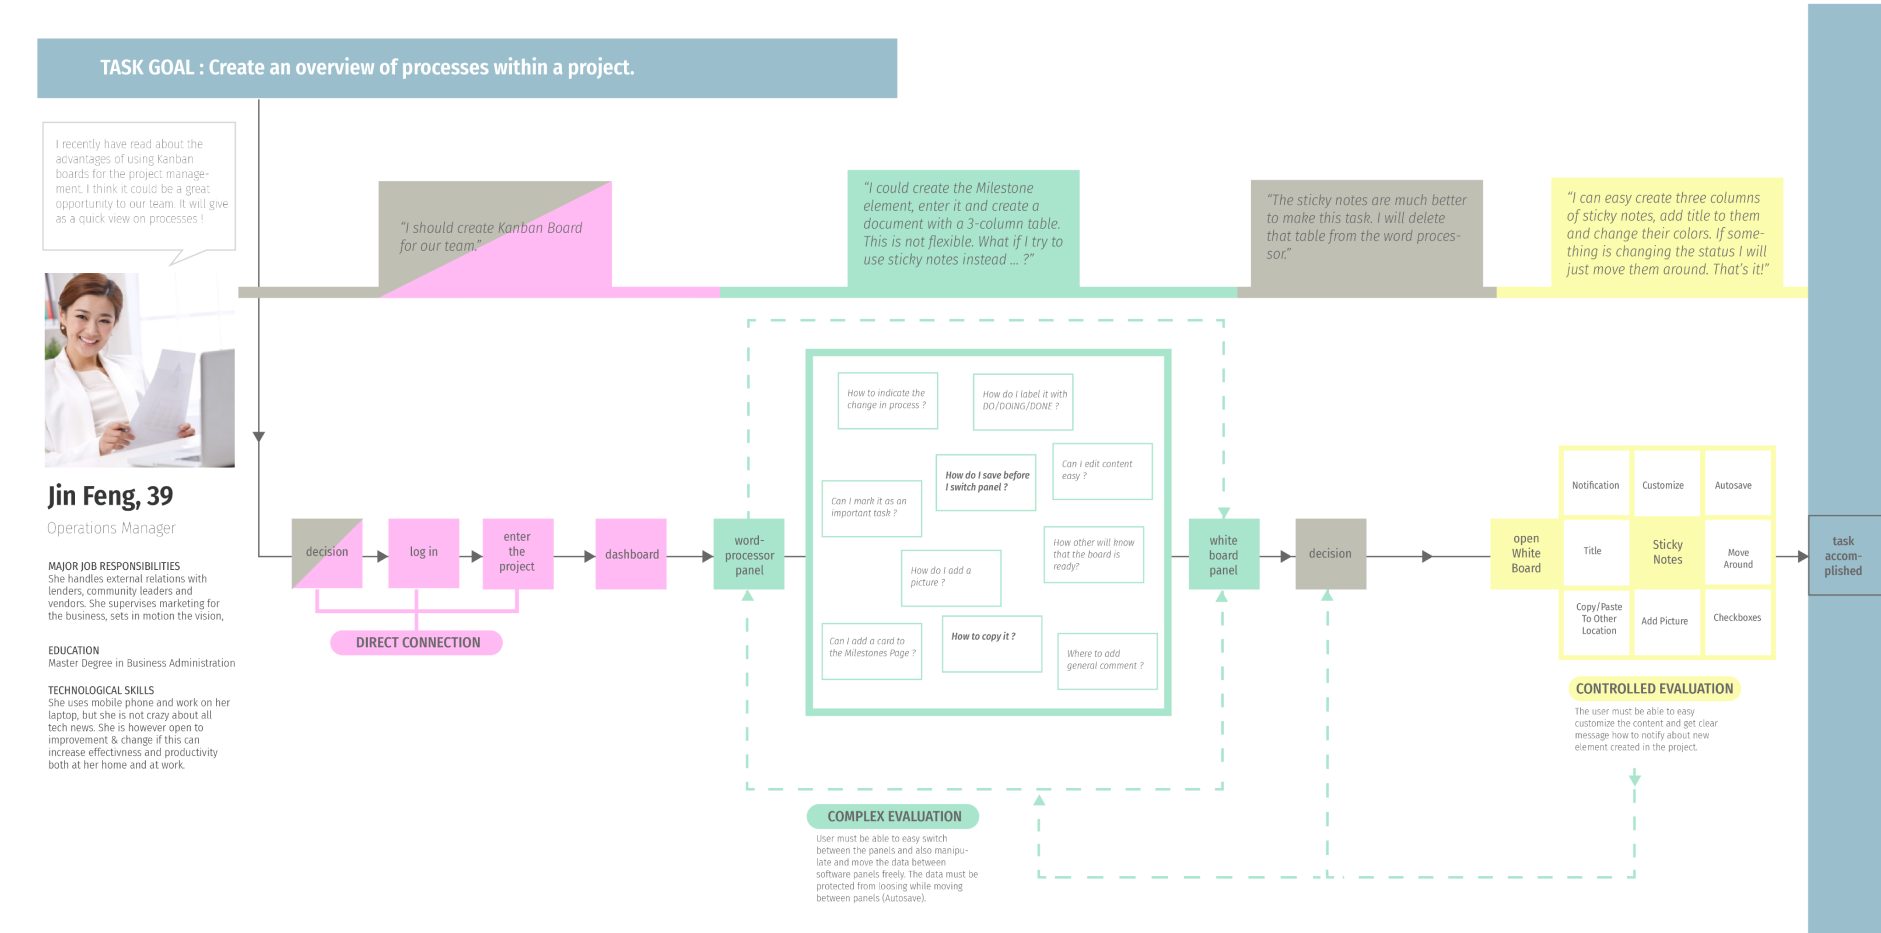 TASK GOAL : Create an overview of processes within a project.
I recently have read about the
advantages of using Kanban
boards for the project manage-
ment. I think it could be a great
opportunity to our team. It will give
as a quick view on processes !
Jin Feng, 39
Operations Manager
MAJOR JOB RESPONSIBILITIES
She handles external relations with
lenders, community leaders and
vendors. She supervises marketing for
the business, sets in motion the vision,
EDUCATION
Master Degree in Business Administration
TECHNOLOGICAL SKILLS
She uses mobile phone and work on her
laptop, but she is not crazy about all
tech news. She is however open to
improvement & change if this can
increase effectivness and productivity
both at her home and at work.
"I should create Kanban Board
for our team."
"I could create the Milestone
element, enter it and create a
document with a 3-column table.
This is not flexible. What if I try to
use sticky notes instead ... ?"
"The sticky notes are much better
to make this task. I will delete
that table from the word proces-
sor."
"I can easy create three columns
of sticky notes, add title to them
and change their colors. If some-
thing is changing the status I will
just move them around. That's it!"
decision
log in
enter
the
project
dashboard
DIRECT CONNECTION
word-
processor
panel
How to indicate the
change in process ?
How do I label it with
DO/DOING/DONE ?
How do I save before
I switch panel ?
Can I edit content
easy ?
Can I mark it as an
important task ?
How other will know
that the board is
ready?
How do I add a
picture ?
Can I add a card to
the Milestones Page ?
How to copy it ?
Where to add
general comment ?
white
board
panel
COMPLEX EVALUATION
User must be able to easy switch
between the panels and also manipu-
late and move the data between
software panels freely. The data must be
protected from loosing while moving
between panels (Autosave).
decision
open
White
Board
Notification
Customize
Autosave
Title
Sticky
Notes
Move
Around
Copy/Paste
To Other
Location
Add Picture
Checkboxes
CONTROLLED EVALUATION
The user must be able to easy
customize the content and get clear
message how to notify about new
element created in the project.
task
accom-
plished